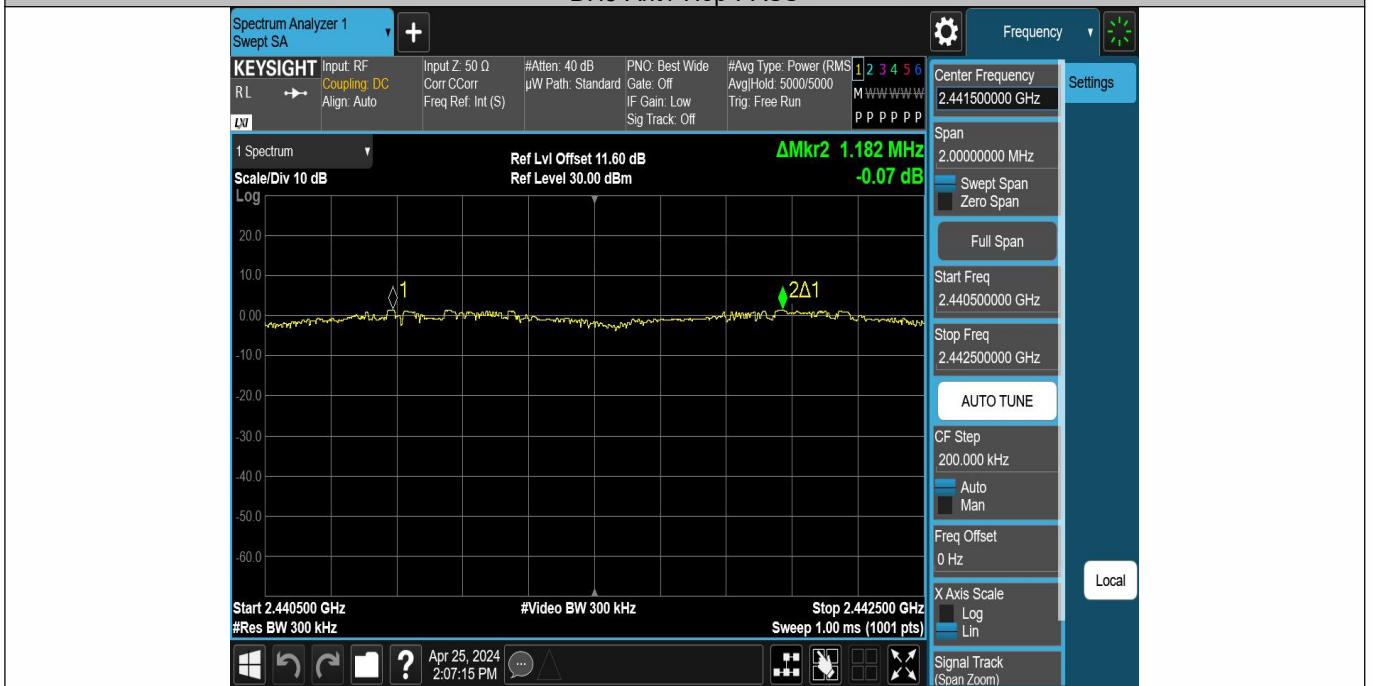 Spectrum Analyzer 1
Swept SA
+
Frequency
KEYSIGHT
RL
LXI
Input: RF
Coupling: DC
Align: Auto
Input Z: 50 Ω
Corr CCorr
Freq Ref: Int (S)
#Atten: 40 dB
µW Path: Standard
PNO: Best Wide
Gate: Off
IF Gain: Low
Sig Track: Off
#Avg Type: Power (RMS
Avg|Hold: 5000/5000
Trig: Free Run
1 2 3 4 5 6
M W W W W W
P P P P P P
1 Spectrum
Scale/Div 10 dB
Log
Ref Lvl Offset 11.60 dB
Ref Level 30.00 dBm
ΔMkr2 1.182 MHz
-0.07 dB
20.0
10.0
0.00
-10.0
-20.0
-30.0
-40.0
-50.0
-60.0
1
2Δ1
Start 2.440500 GHz
#Res BW 300 kHz
#Video BW 300 kHz
Stop 2.442500 GHz
Sweep 1.00 ms (1001 pts)
Center Frequency
2.441500000 GHz
Settings
Span
2.00000000 MHz
Swept Span
Zero Span
Full Span
Start Freq
2.440500000 GHz
Stop Freq
2.442500000 GHz
AUTO TUNE
CF Step
200.000 kHz
Auto
Man
Freq Offset
0 Hz
X Axis Scale
Log
Lin
Local
Signal Track
(Span Zoom)
?
Apr 25, 2024
2:07:15 PM